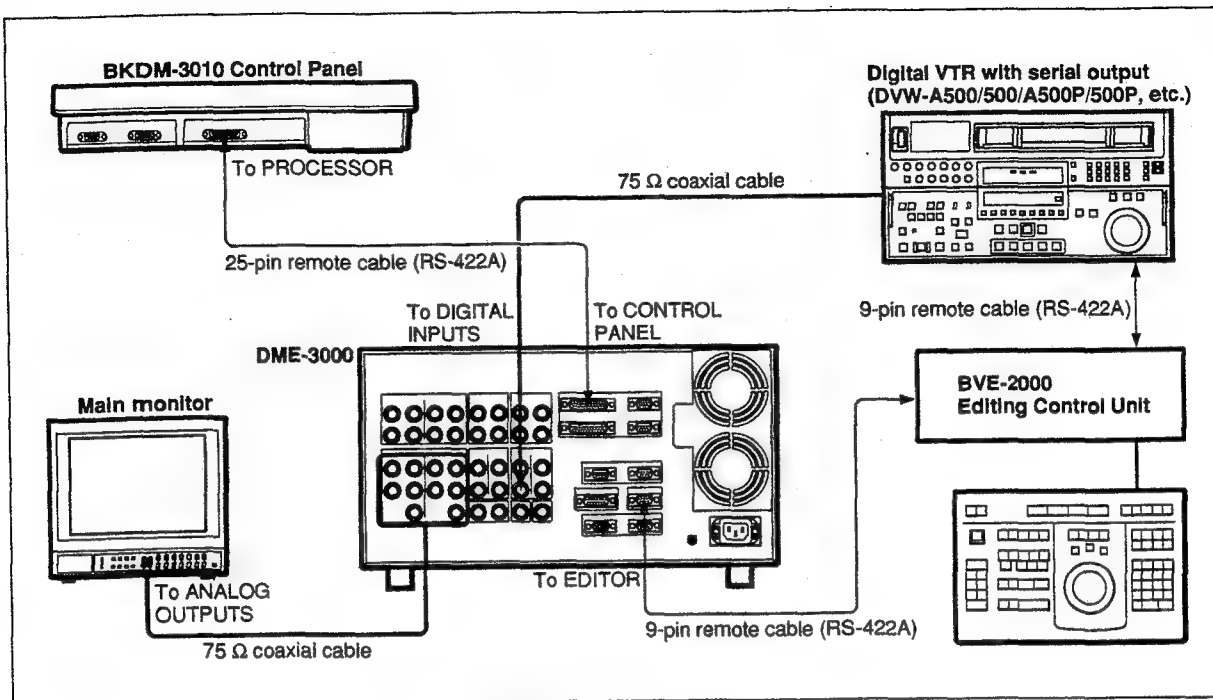 BKDM-3010 Control Panel
To PROCESSOR
25-pin remote cable (RS-422A)
Digital VTR with serial output
(DVW-A500/500/A500P/500P, etc.)
75 Ω coaxial cable
9-pin remote cable (RS-422A)
To DIGITAL
INPUTS
To CONTROL
PANEL
DME-3000
BVE-2000
Editing Control Unit
Main monitor
To ANALOG
OUTPUTS
75 Ω coaxial cable
To EDITOR
9-pin remote cable (RS-422A)